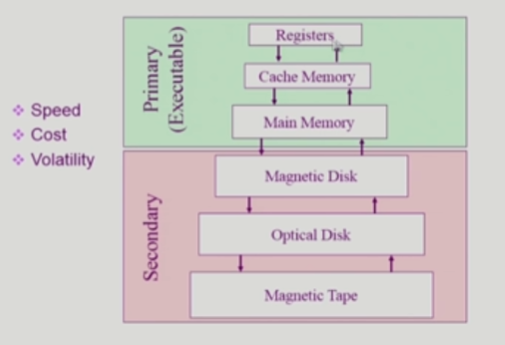 Speed
Cost
Volatility
Primary
(Executable)
Registers
Cache Memory
Main Memory
Secondary
Magnetic Disk
Optical Disk
Magnetic Tape